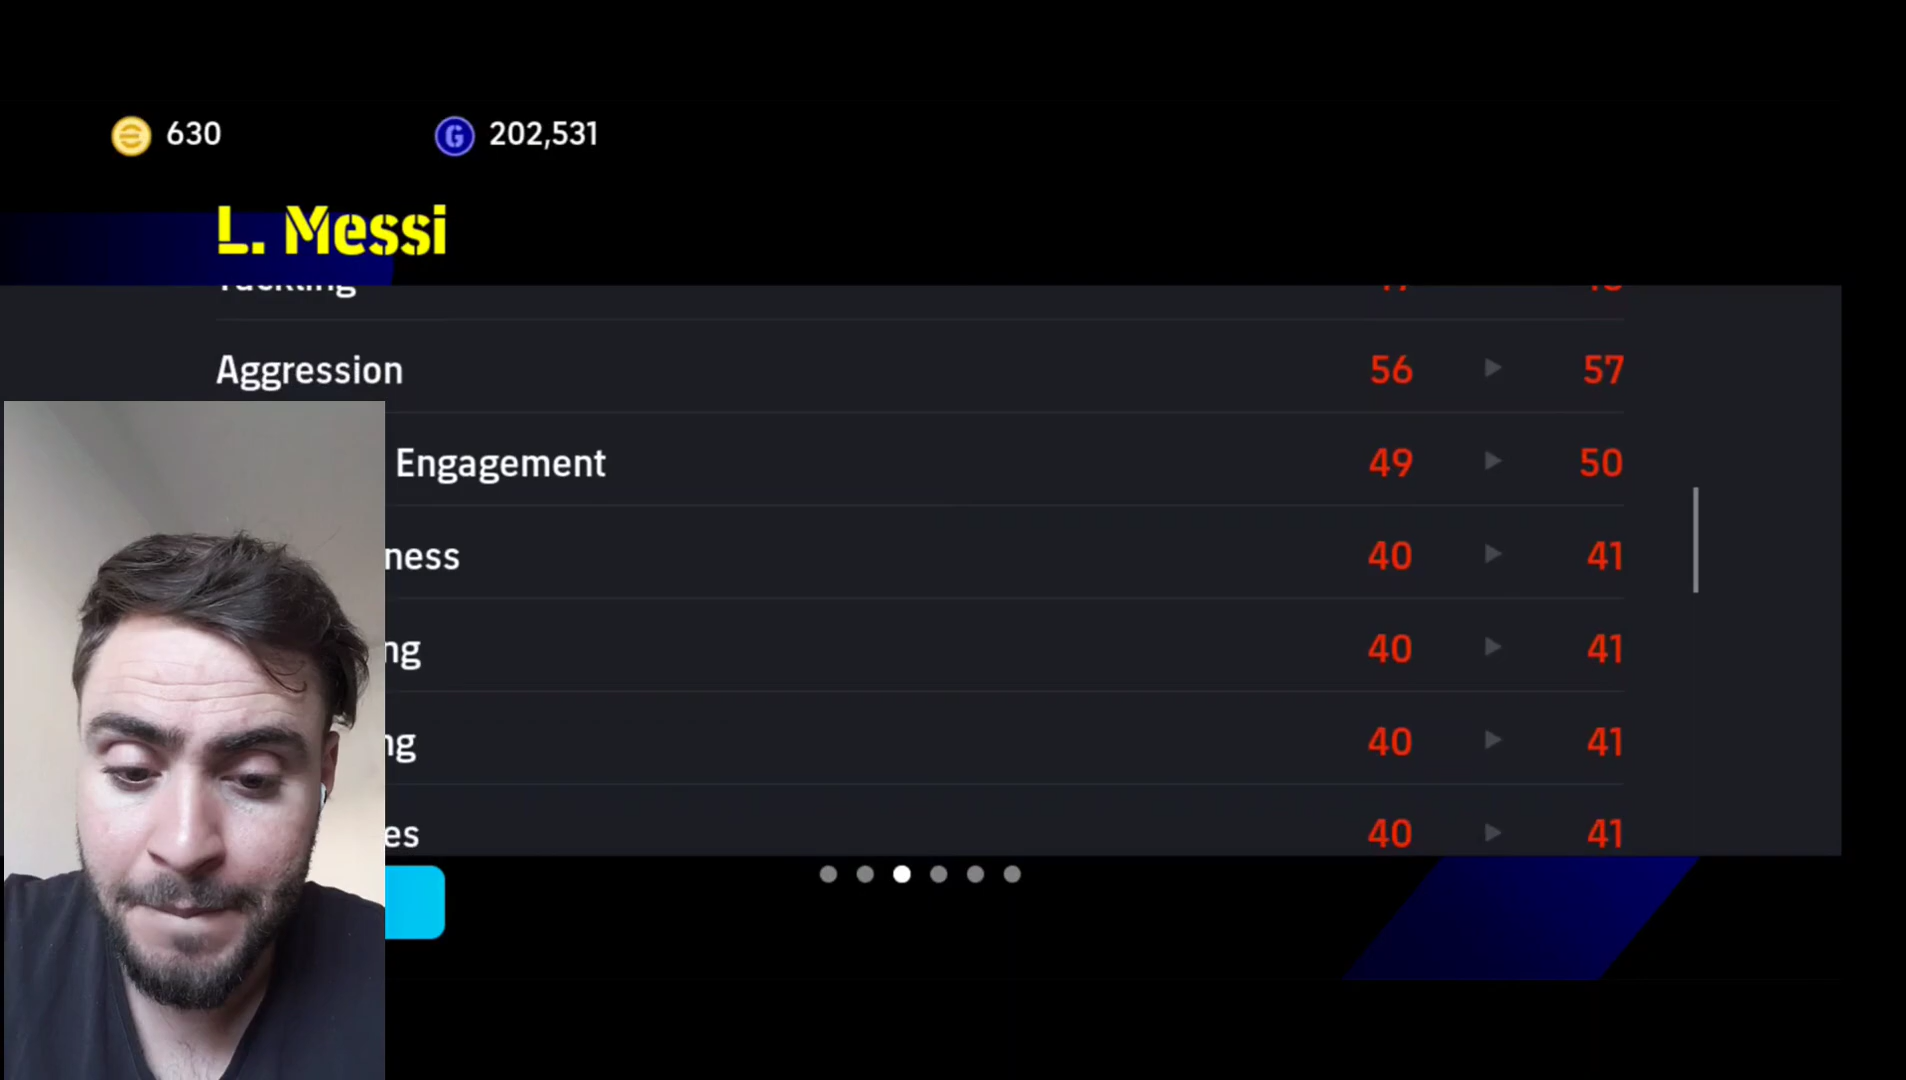 630 202,531
L. Messi
Tackling
Aggression 56 57
Engagement 49 50
ness 40 41
ng 40 41
ng 40 41
es 40 41